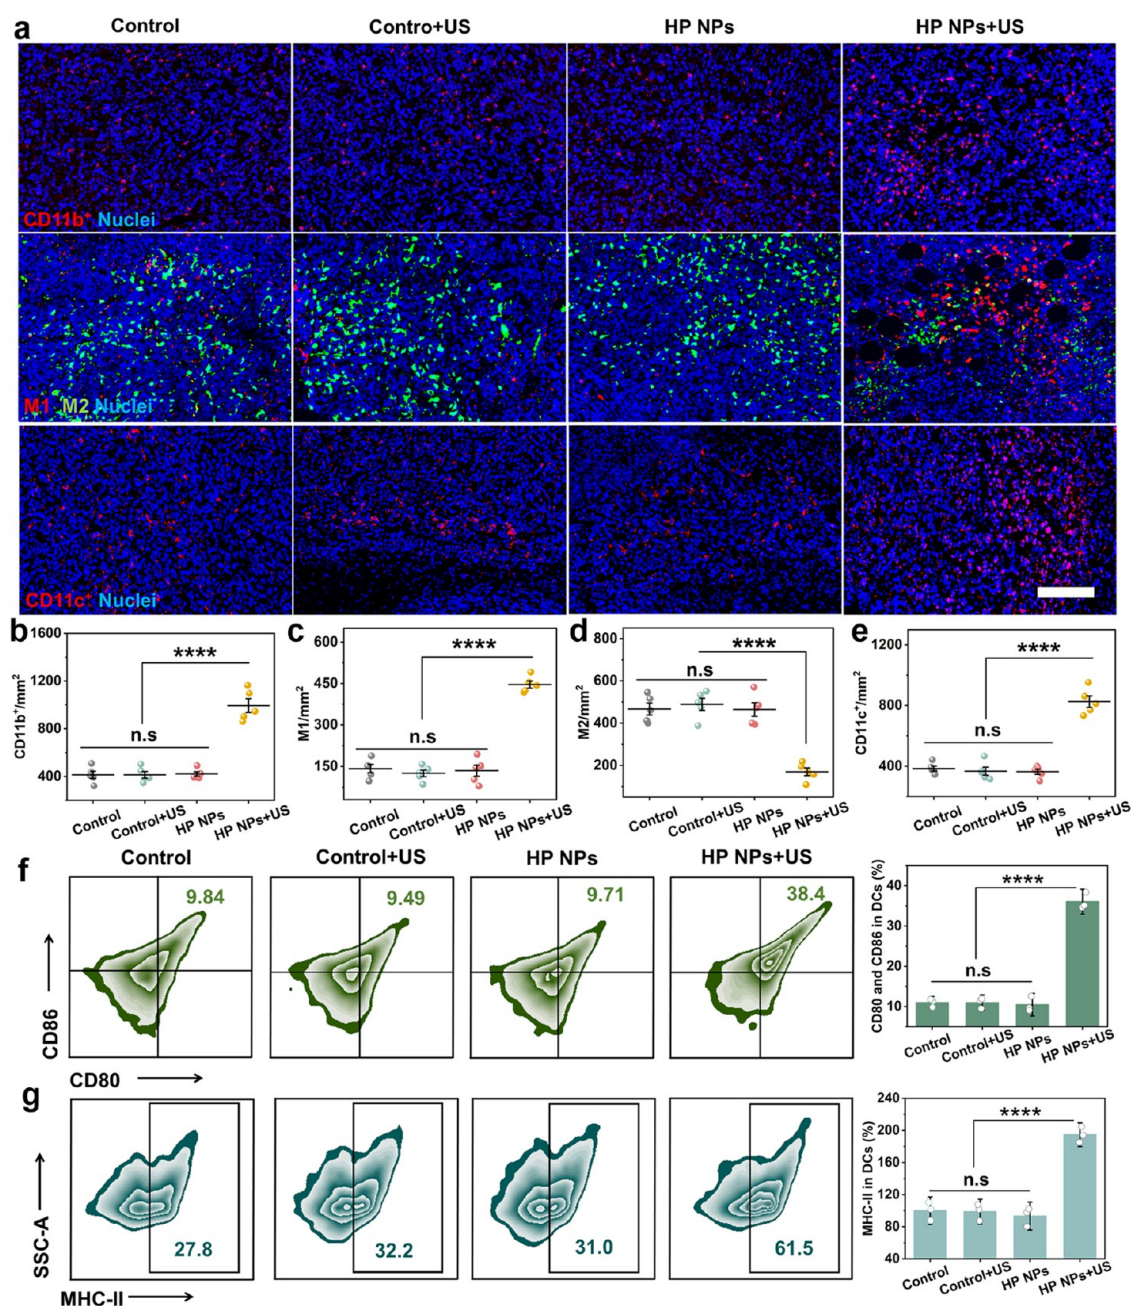 a
Control
Contro+US
HP NPs
HP NPs+US
CD11b⁺ Nuclei
M1 M2 Nuclei
CD11c⁺ Nuclei
b
CD11b⁺/mm²
1600
1200
800
400
n.s
****
Control
Control+US
HP NPs
HP NPs+US
c
M1/mm²
600
450
300
150
n.s
****
Control
Control+US
HP NPs
HP NPs+US
d
M2/mm²
800
600
400
200
n.s
****
Control
Control+US
HP NPs
HP NPs+US
e
CD11c⁺/mm²
1200
800
400
n.s
****
Control
Control+US
HP NPs
HP NPs+US
f
Control
Control+US
HP NPs
HP NPs+US
9.84
9.49
9.71
38.4
CD86
CD80
CD80 and CD86 in DCs (%)
40
30
20
10
n.s
****
Control
Control+US
HP NPs
HP NPs+US
g
27.8
32.2
31.0
61.5
SSC-A
MHC-II
MHC-II in DCs (%)
240
200
160
120
80
40
n.s
****
Control
Control+US
HP NPs
HP NPs+US